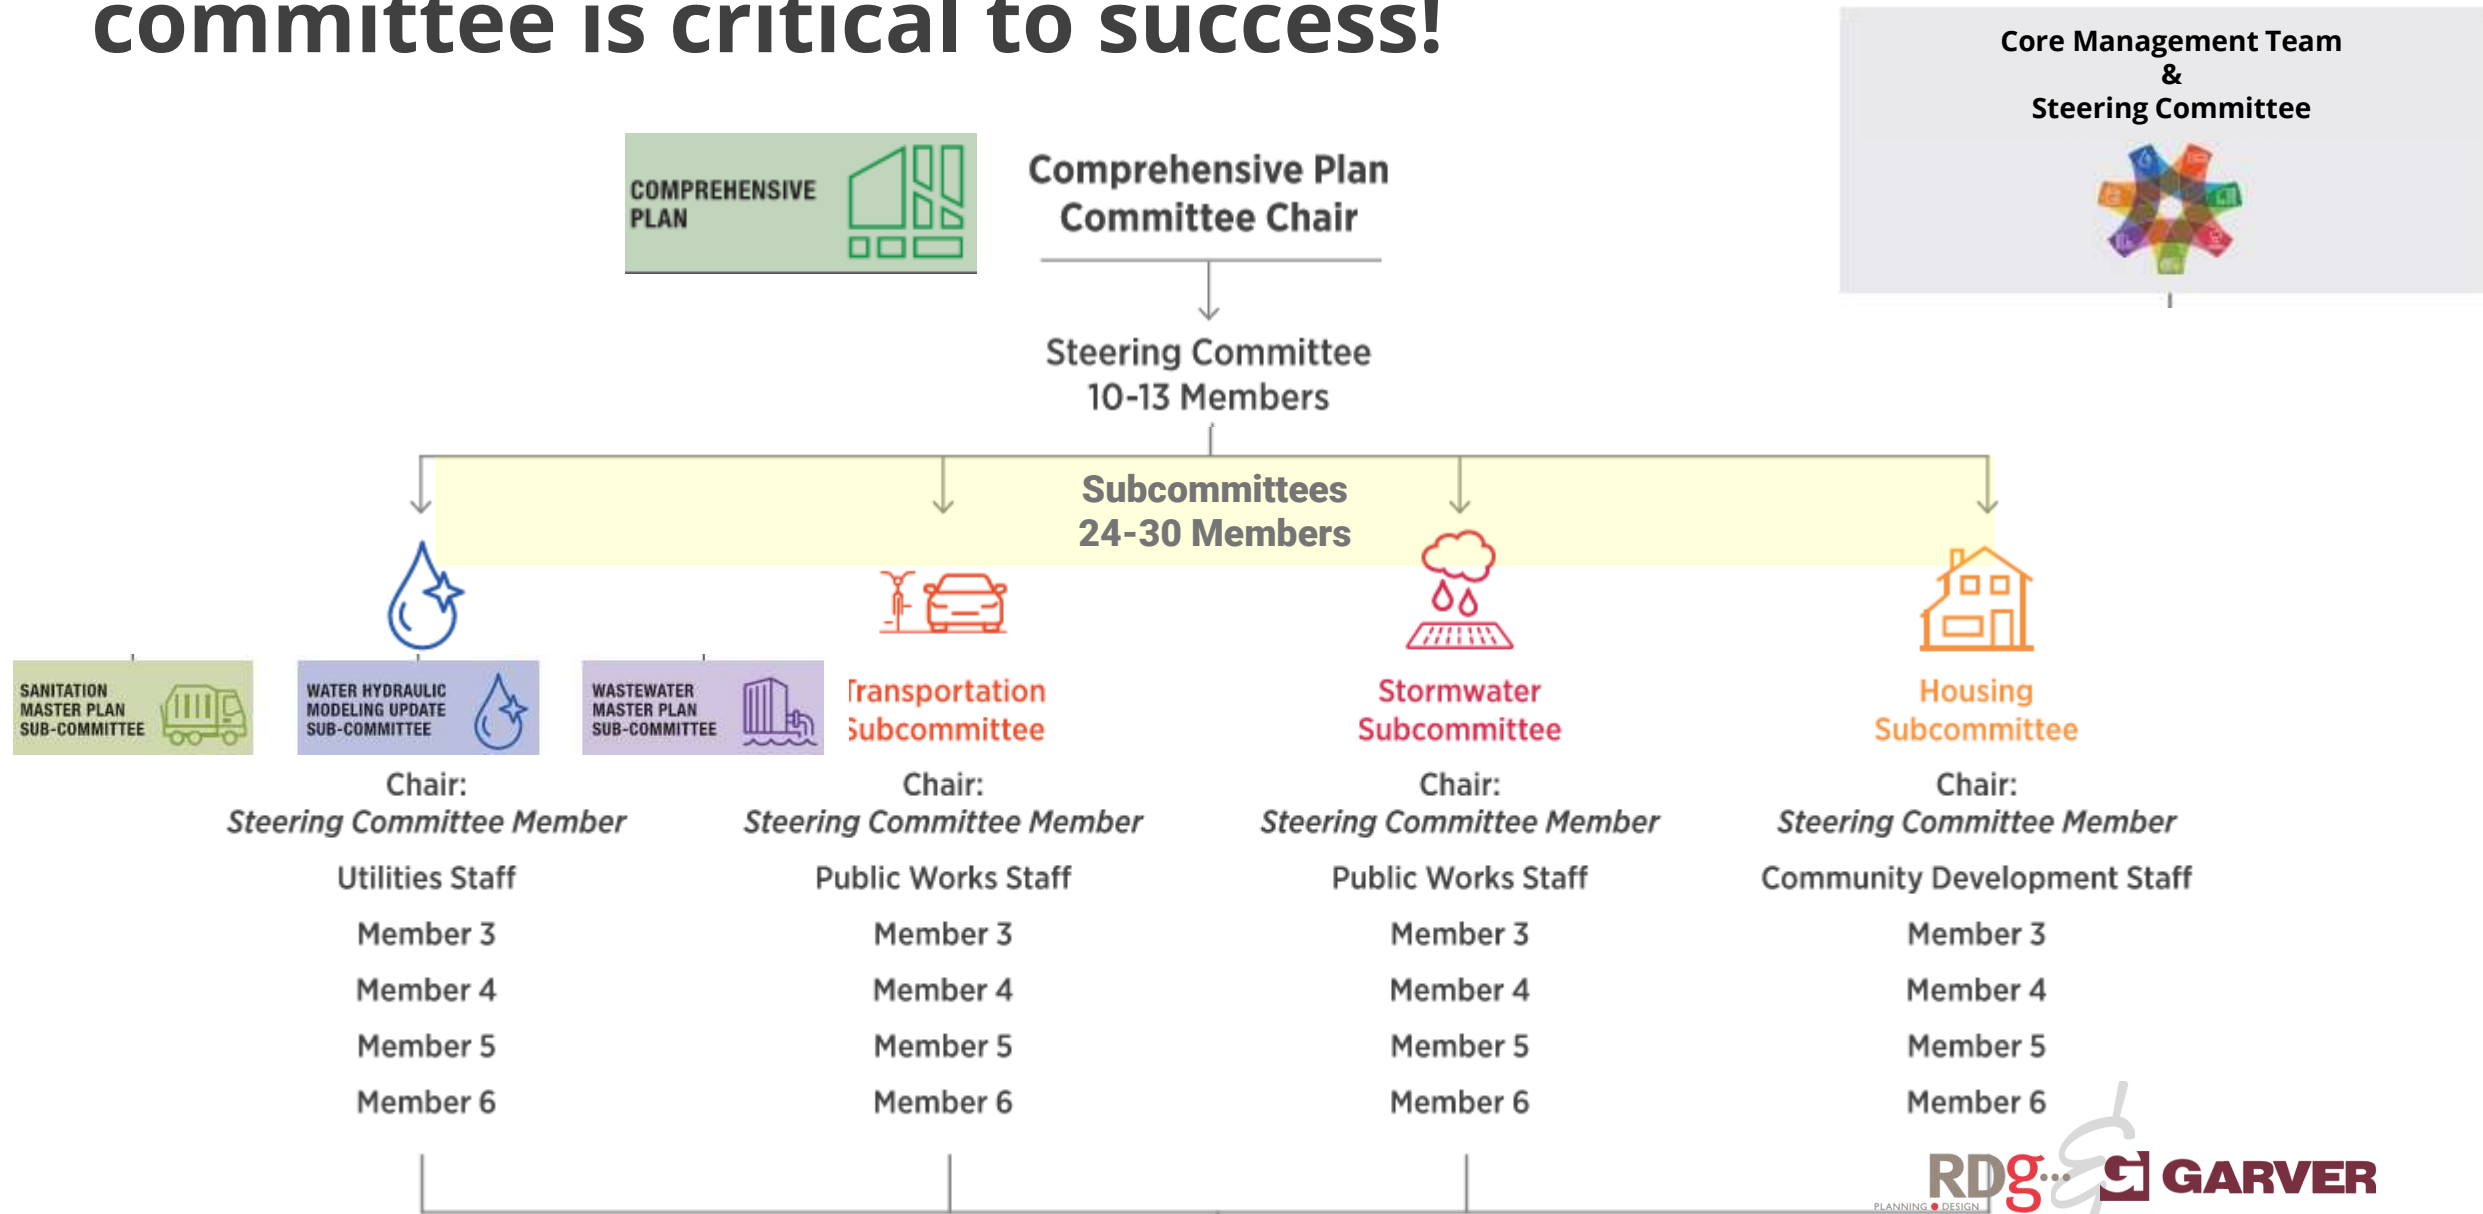 committee is critical to success!
Core Management Team
&
Steering Committee
COMPREHENSIVE
PLAN
Comprehensive Plan
Committee Chair
Steering Committee
10-13 Members
Subcommittees
24-30 Members
SANITATION
MASTER PLAN
SUB-COMMITTEE
WATER HYDRAULIC
MODELING UPDATE
SUB-COMMITTEE
WASTEWATER
MASTER PLAN
SUB-COMMITTEE
Transportation
Subcommittee
Stormwater
Subcommittee
Housing
Subcommittee
Chair:
Steering Committee Member
Utilities Staff
Member 3
Member 4
Member 5
Member 6
Chair:
Steering Committee Member
Public Works Staff
Member 3
Member 4
Member 5
Member 6
Chair:
Steering Committee Member
Public Works Staff
Member 3
Member 4
Member 5
Member 6
Chair:
Steering Committee Member
Community Development Staff
Member 3
Member 4
Member 5
Member 6
RDg...
PLANNING • DESIGN
GARVER